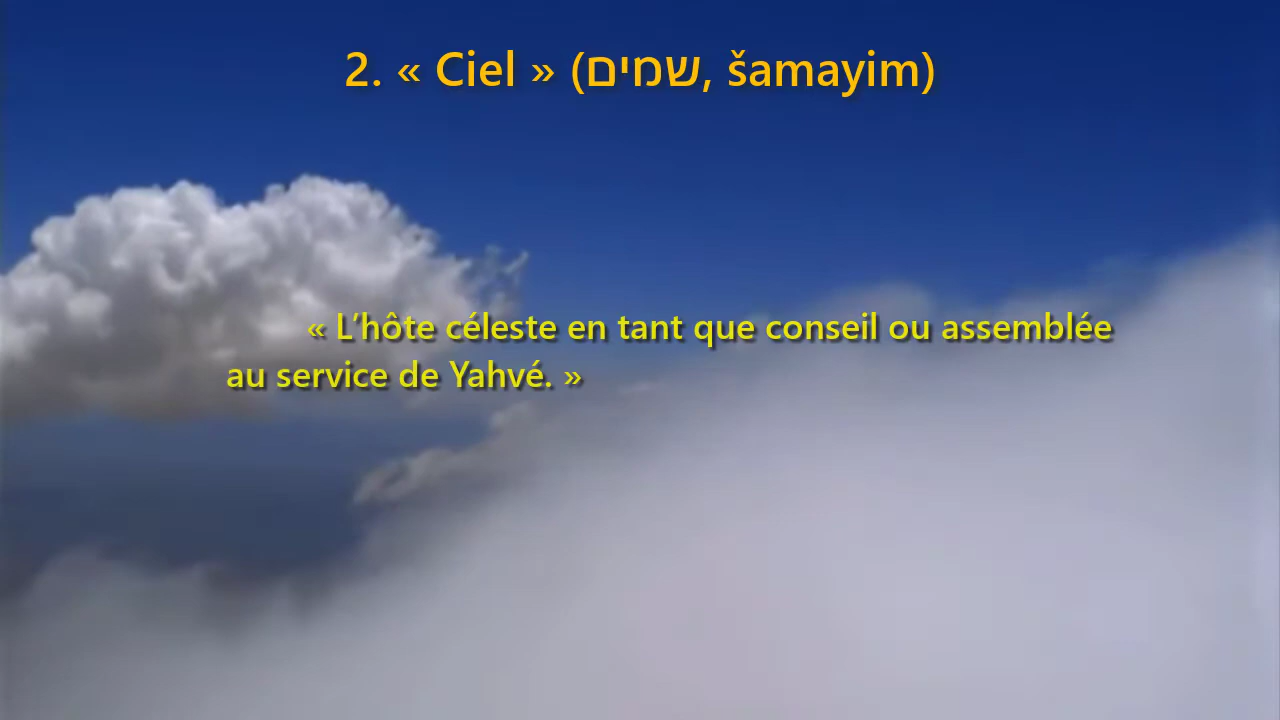 2. « Ciel » (שמים, šamayim)
« L’hôte céleste en tant que conseil ou assemblée
au service de Yahvé. »